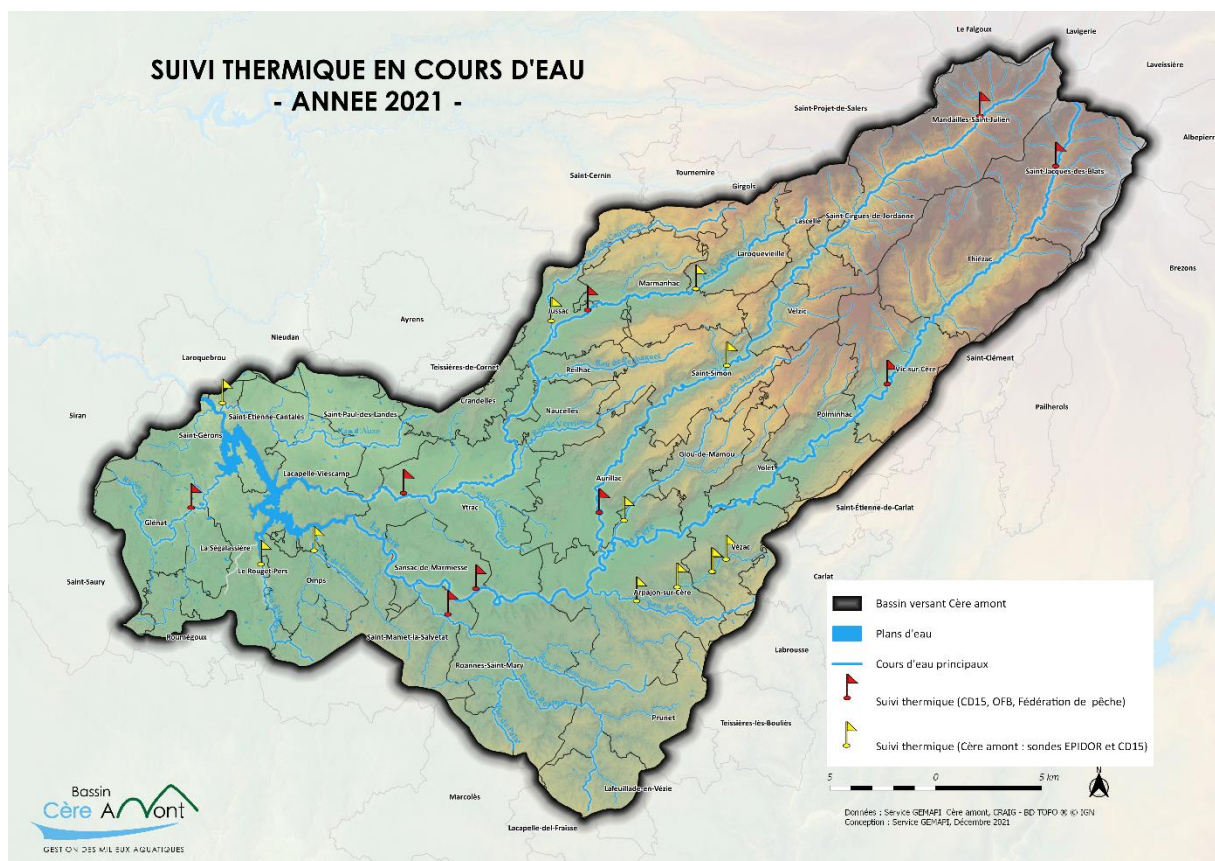 SUIVI THERMIQUE EN COURS D'EAU
- ANNEE 2021 -
Le Falgoux
Lavigerie
Laveissière
Saint-Projet-de-Salers
Mandailles-Saint-Julien
Albepierr
Saint-Cernin
Tournemire
Girgols
Saint-Jacques-des-Blats
Lascelle
Saint-Cirgues-de-Jordanne
Laroquevieille
Thiézac
Brezons
Marmanhac
Jussac
Velzic
Ayrens
Nieudan
Laroquebrou
Teissières-de-Cornet
Reilhac
Saint-Simon
Saint-Clément
Vic-sur-Cère
Crandelles
Siran
Saint-Étienne-Cantalès
Saint-Paul-des-Landes
Naucelles
Polminhac
Pailherols
Saint-Gérons
Giou-de-Mamou
Lacapelle-Viescamp
Yolet
Aurillac
Ytrac
Saint-Étienne-de-Carlat
Glénat
La Ségalassière
Vézac
Le Rouget-Pers
Sansac-de-Marmiesse
Omps
Saint-Saury
Carlat
Arpajon-sur-Cère
Roumégoux
Saint-Mamet-la-Salvetat
Labrousse
Roannes-Saint-Mary
Prunet
Teissières-lès-Bouliès
Marcolès
Lafeuillade-en-Vézie
Lacapelle-del-Fraisse
Bassin versant Cère amont
Plans d'eau
Cours d'eau principaux
Suivi thermique (CD15, OFB, Fédération de pêche)
Suivi thermique (Cère amont : sondes EPIDOR et CD15)
5 0 5 km
N
Données : Service GEMAPI Cère amont, CRAIG - BD TOPO ® © IGN
Conception : Service GEMAPI, Décembre 2021
Bassin
Cère Amont
GESTION DES MILIEUX AQUATIQUES